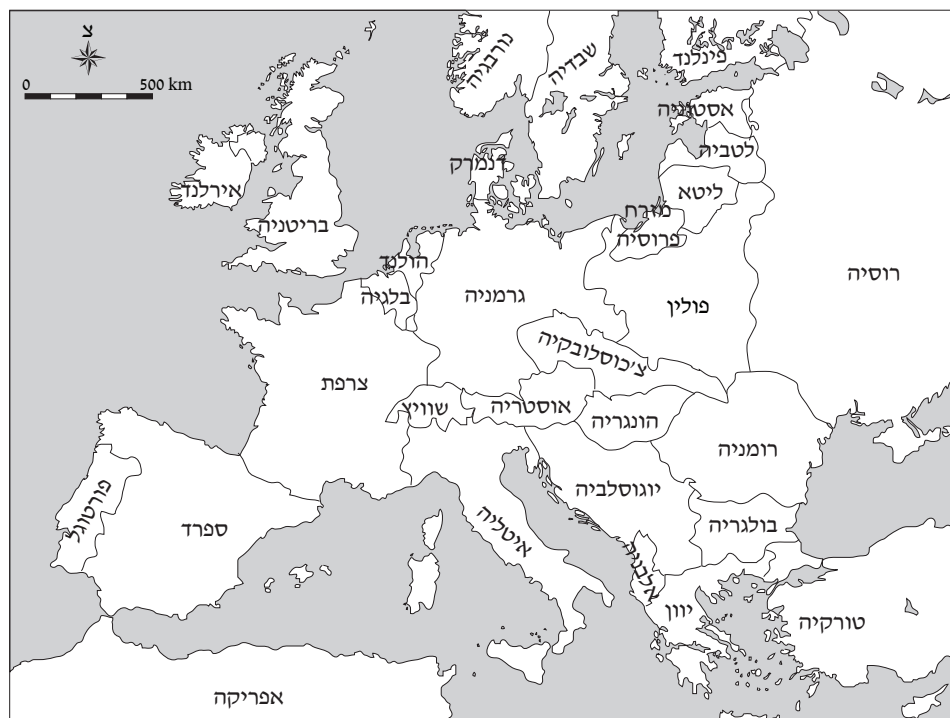 צ
0 500 km
נורבגיה
שבדיה
פינלנד
אסטוניה
לטביה
ליטא
דנמרק
אירלנד
בריטניה
מזרח
פרוסיה
הולנד
בלגיה
גרמניה
פולין
רוסיה
צ'כוסלובקיה
צרפת
שוויץ
אוסטריה
הונגריה
רומניה
יוגוסלביה
בולגריה
פורטוגל
ספרד
איטליה
אלבניה
יוון
טורקיה
אפריקה